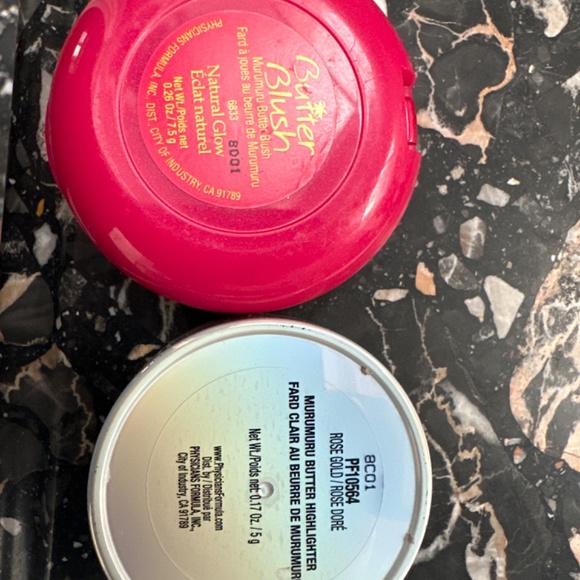 Butter
Blush
Murumuru Butter Blush
Fard à joues au beurre de Murumuru
6833
8D01
Natural Glow
Éclat naturel
Net Wt./Poids net
0.26 Oz./7.5 g
PHYSICIANS FORMULA, INC. DIST. CITY OF INDUSTRY, CA 91789
8C01
PF10564
ROSE GOLD / ROSE DORÉ
MURUMURU BUTTER HIGHLIGHTER
FARD CLAIR AU BEURRE DE MURUMUR
Net Wt./Poids net 0.17 Oz. / 5 g
www.PhysiciansFormula.com
Dist. by / Distribué par
PHYSICIANS FORMULA, INC.,
City of Industry, CA 91789